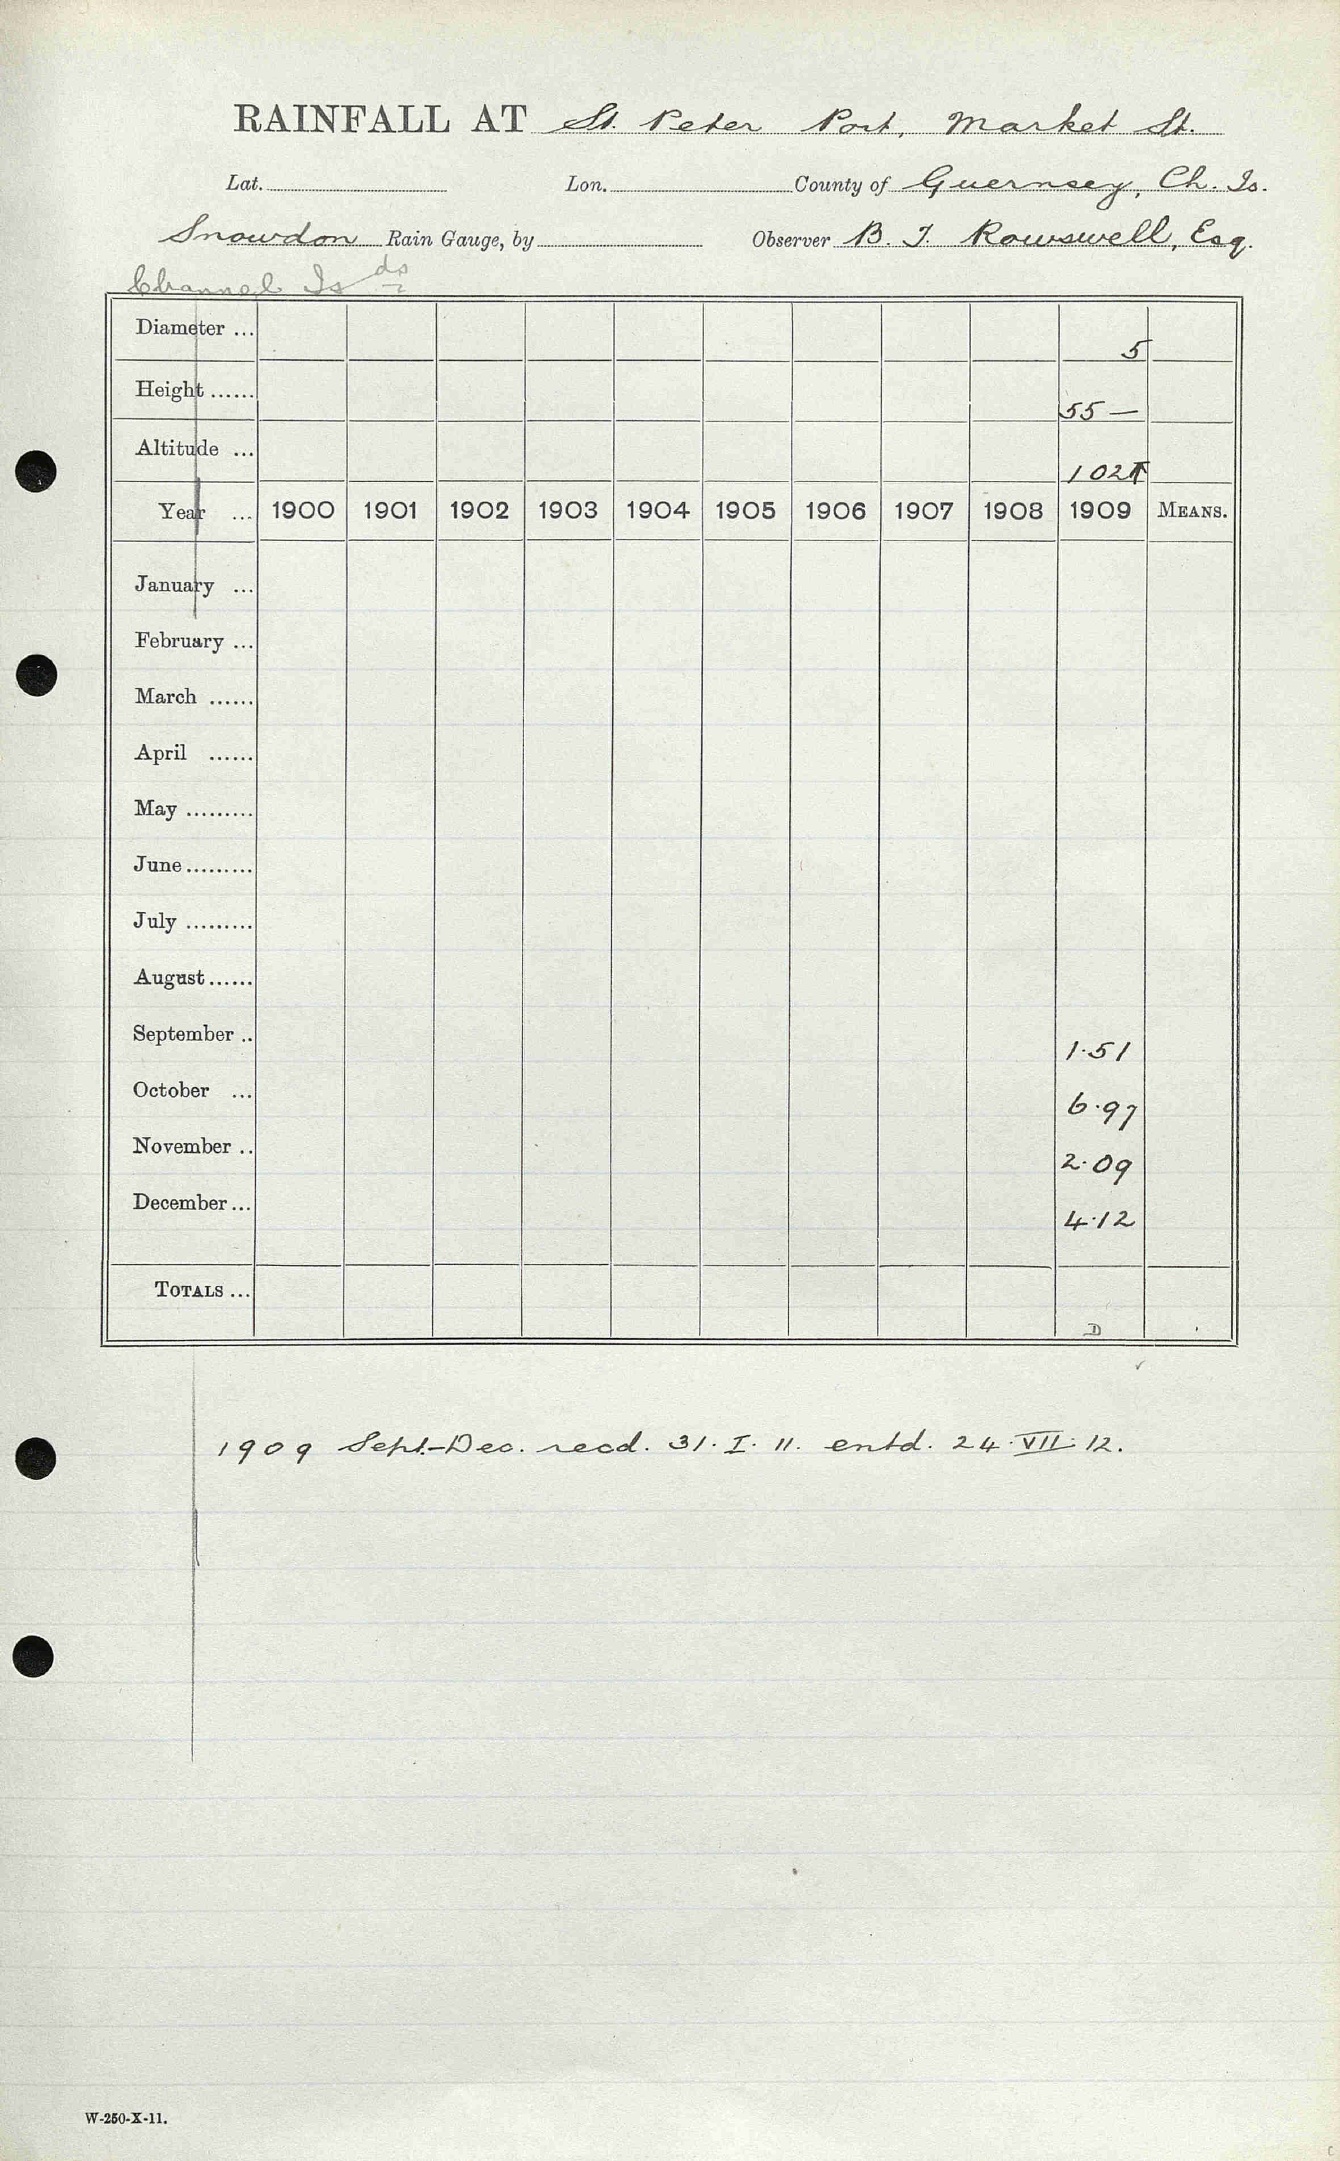 RAINFALL AT St. Peter Port, Market St.
Lat. Lon. County of Guernsey, Ch. Is.
Snowdon Rain Gauge, by Observer B. T. Rowswell, Esq.
Channel Is ds
Diameter ... 5
Height ...... 55 —
Altitude ... 102
Year ... 1900 1901 1902 1903 1904 1905 1906 1907 1908 1909 MEANS.
January ...
February ...
March ......
April ......
May .........
June .........
July .........
August ......
September .. 1.51
October ... 6.97
November .. 2.09
December ... 4.12
TOTALS ...
D
1909 Sept.-Dec. recd. 31. I. 11. entd. 24. VII. 12.
W-250-X-11.